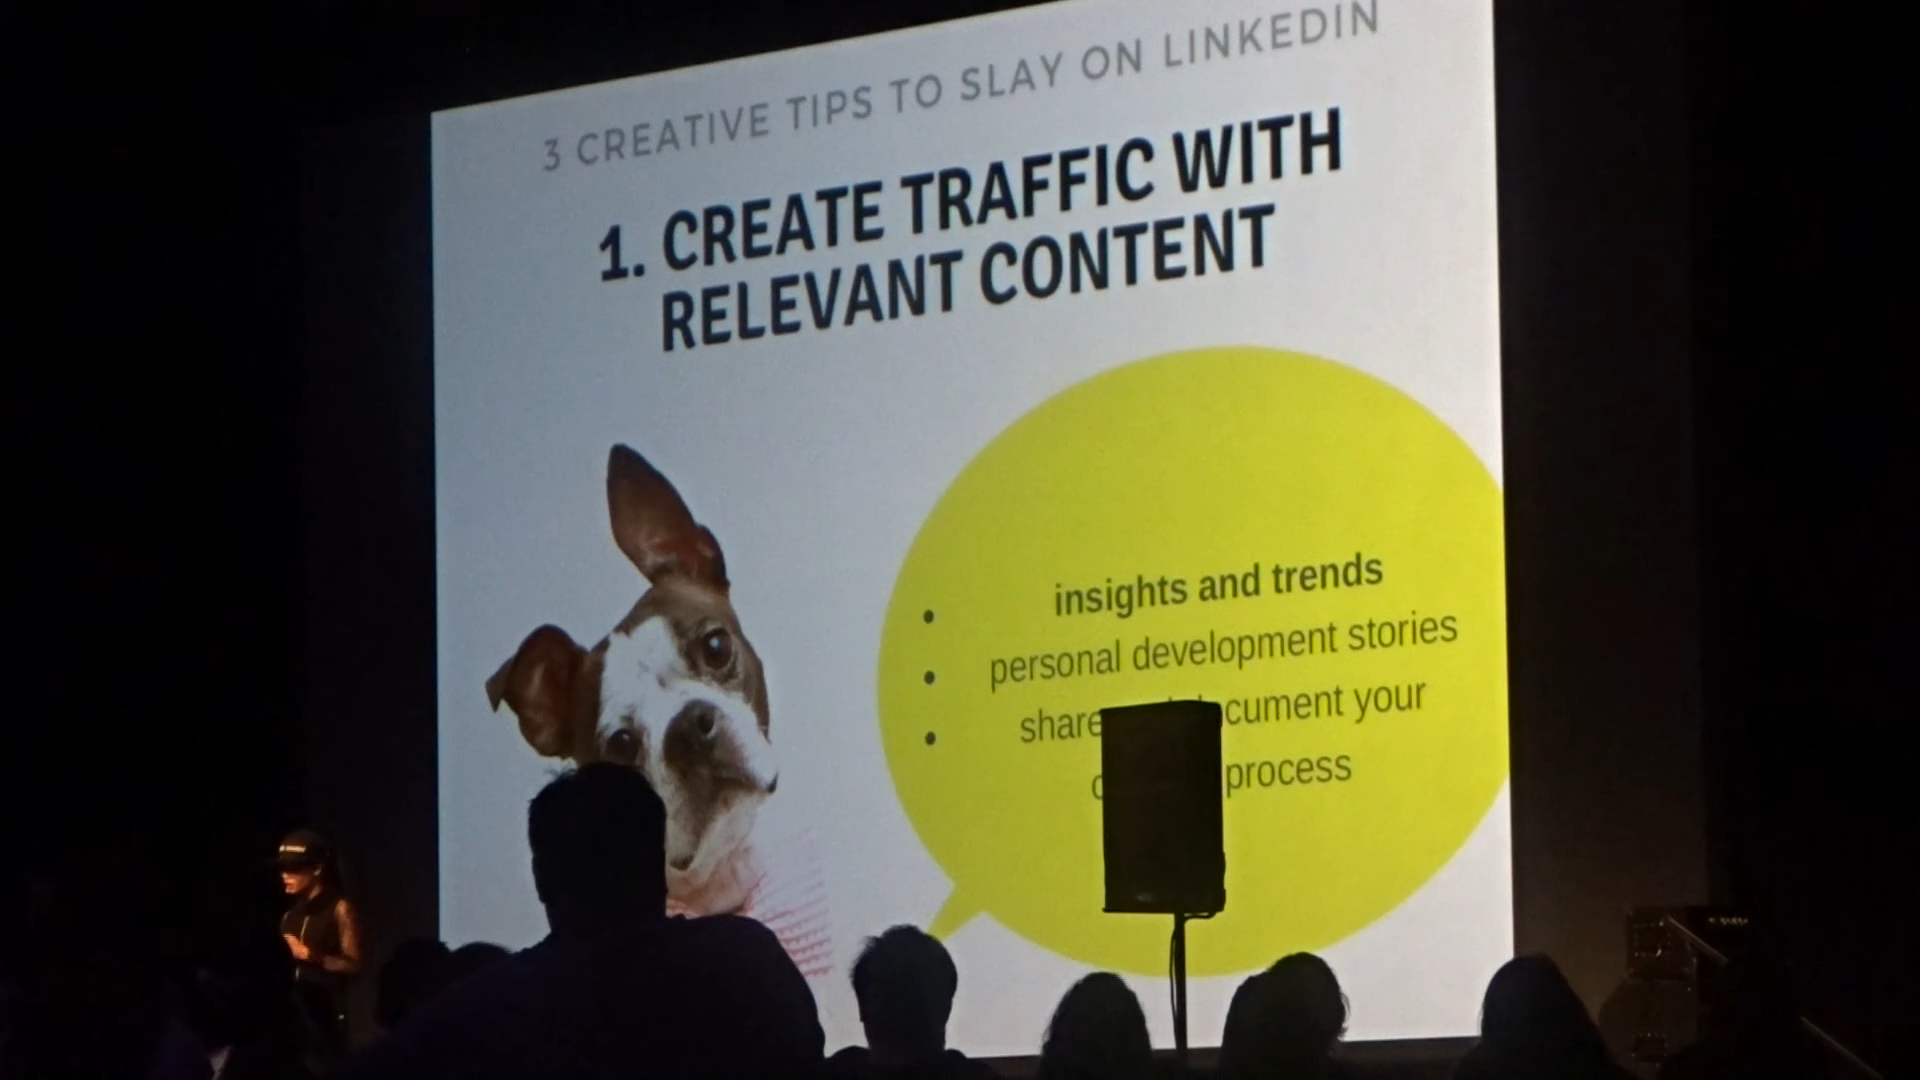 3 CREATIVE TIPS TO SLAY ON LINKEDIN
1. CREATE TRAFFIC WITH
RELEVANT CONTENT
• insights and trends
• personal development stories
• share your
process